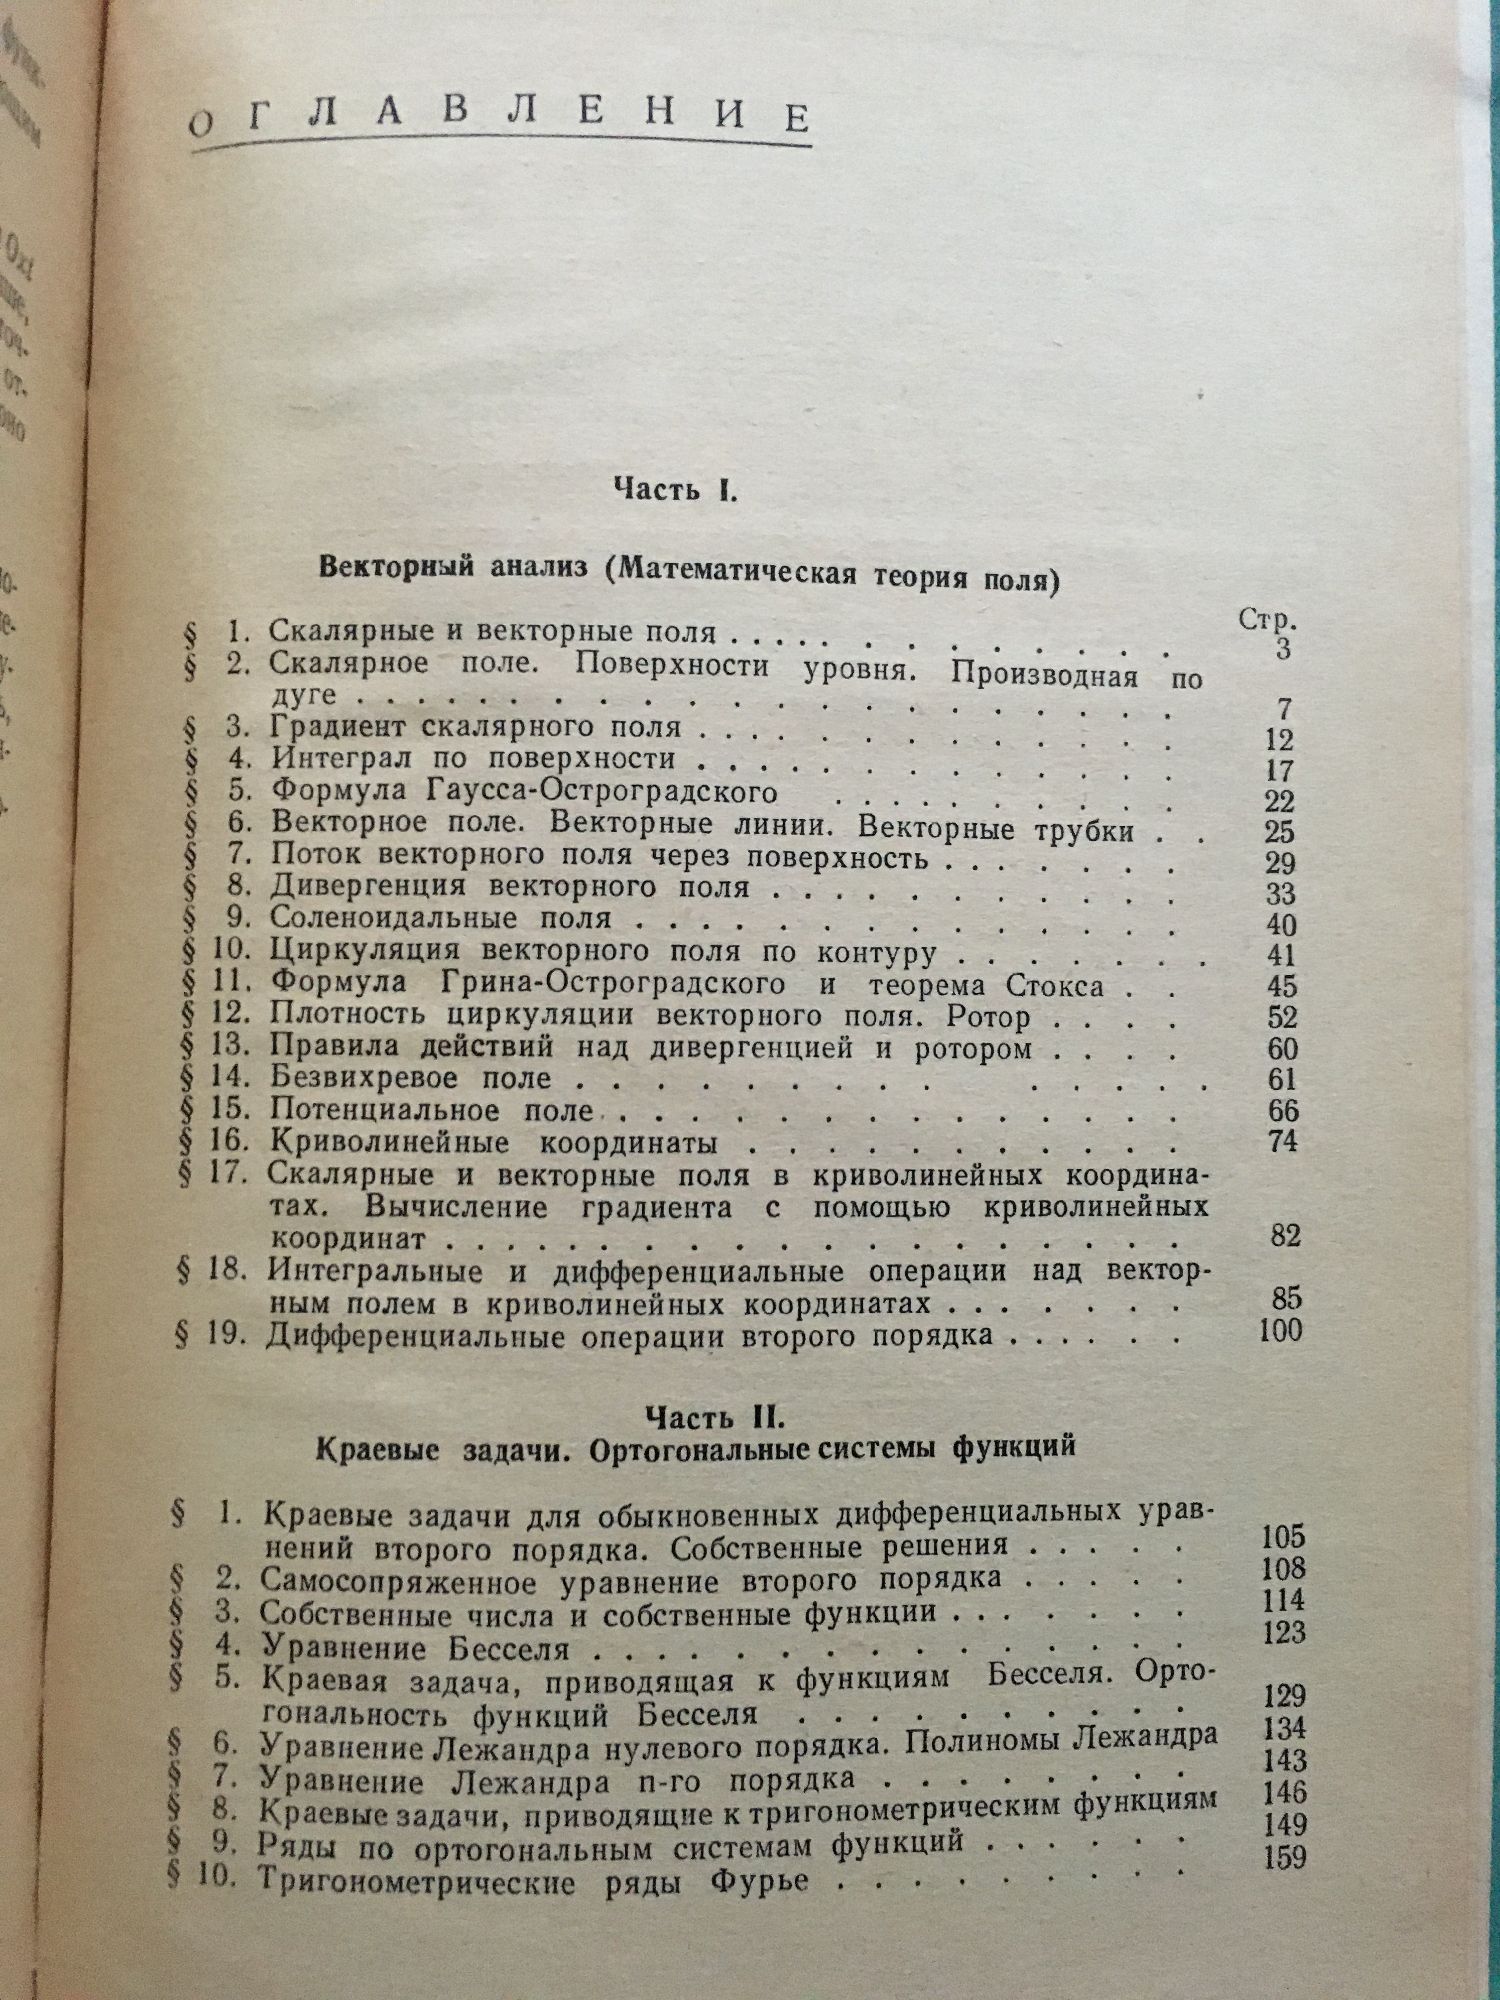 ОГЛАВЛЕНИЕ
Часть I.
Векторный анализ (Математическая теория поля)
Стр.
§ 1. Скалярные и векторные поля . . . . . . . . . . . . . 3
§ 2. Скалярное поле. Поверхности уровня. Производная по
дуге . . . . . . . . . . . . . . . . . . . . 7
§ 3. Градиент скалярного поля . . . . . . . . . . . . . 12
§ 4. Интеграл по поверхности . . . . . . . . . . . . . 17
§ 5. Формула Гаусса-Остроградского . . . . . . . . . . 22
§ 6. Векторное поле. Векторные линии. Векторные трубки . . 25
§ 7. Поток векторного поля через поверхность . . . . . . . 29
§ 8. Дивергенция векторного поля . . . . . . . . . . . 33
§ 9. Соленоидальные поля . . . . . . . . . . . . . . 40
§ 10. Циркуляция векторного поля по контуру . . . . . . . 41
§ 11. Формула Грина-Остроградского и теорема Стокса . . 45
§ 12. Плотность циркуляции векторного поля. Ротор . . . . 52
§ 13. Правила действий над дивергенцией и ротором . . . . 60
§ 14. Безвихревое поле . . . . . . . . . . . . . . 61
§ 15. Потенциальное поле . . . . . . . . . . . . . . 66
§ 16. Криволинейные координаты . . . . . . . . . . . 74
§ 17. Скалярные и векторные поля в криволинейных координа-
тах. Вычисление градиента с помощью криволинейных
координат . . . . . . . . . . . . . . . . . . 82
§ 18. Интегральные и дифференциальные операции над вектор-
ным полем в криволинейных координатах . . . . . . . 85
§ 19. Дифференциальные операции второго порядка . . . . . . 100
Часть II.
Краевые задачи. Ортогональные системы функций
§ 1. Краевые задачи для обыкновенных дифференциальных урав-
нений второго порядка. Собственные решения . . . . . 105
§ 2. Самосопряженное уравнение второго порядка . . . . . 108
§ 3. Собственные числа и собственные функции . . . . . . . 114
§ 4. Уравнение Бесселя . . . . . . . . . . . . . . . 123
§ 5. Краевая задача, приводящая к функциям Бесселя. Орто-
гональность функций Бесселя . . . . . . . . . . 129
§ 6. Уравнение Лежандра нулевого порядка. Полиномы Лежандра 134
§ 7. Уравнение Лежандра n-го порядка . . . . . . . . 143
§ 8. Краевые задачи, приводящие к тригонометрическим функциям 146
§ 9. Ряды по ортогональным системам функций . . . . . . 149
§ 10. Тригонометрические ряды Фурье . . . . . . . . . 159